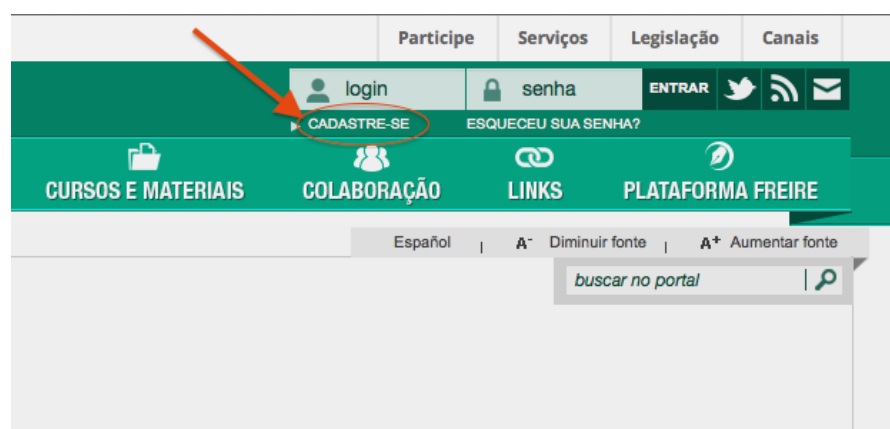 Participe Serviços Legislação Canais
login senha ENTRAR
CADASTRE-SE ESQUECEU SUA SENHA?
CURSOS E MATERIAIS COLABORAÇÃO LINKS PLATAFORMA FREIRE
Español | A- Diminuir fonte | A+ Aumentar fonte
buscar no portal